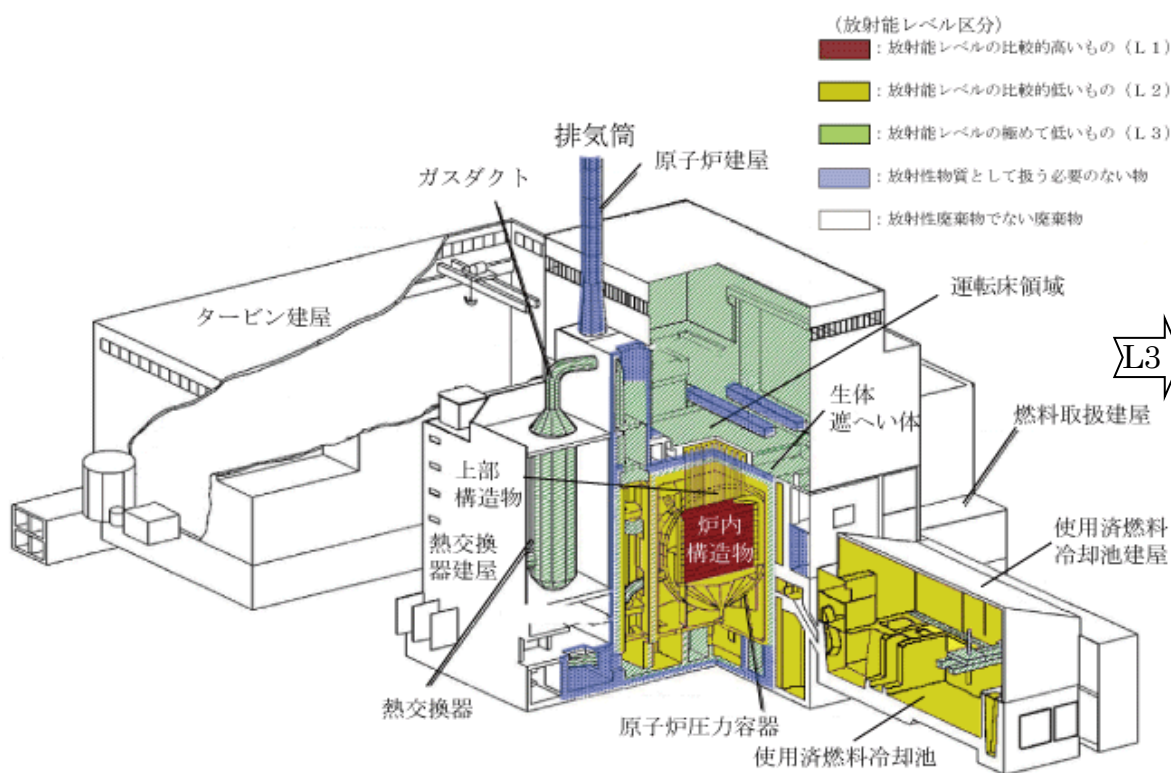 (放射能レベル区分)
:放射能レベルの比較的高いもの(L1)
:放射能レベルの比較的低いもの(L2)
:放射能レベルの極めて低いもの(L3)
:放射性物質として扱う必要のない物
:放射性廃棄物でない廃棄物
排気筒
原子炉建屋
ガスダクト
運転床領域
タービン建屋
L3
生体
遮へい体
燃料取扱建屋
上部
構造物
炉内
構造物
使用済燃料
冷却池建屋
熱交換
器建屋
熱交換器
原子炉圧力容器
使用済燃料冷却池